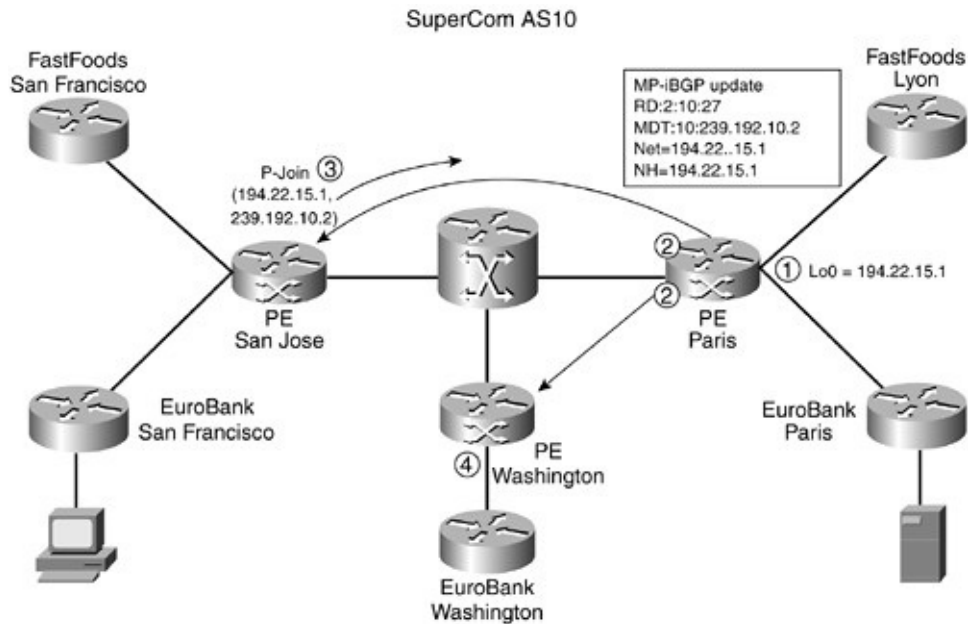 SuperCom AS10
FastFoods
San Francisco
FastFoods
Lyon
MP-iBGP update
RD:2:10:27
MDT:10:239.192.10.2
Net=194.22..15.1
NH=194.22.15.1
P-Join ③
(194.22.15.1,
239.192.10.2)
②
②
① Lo0 = 194.22.15.1
PE
San Jose
PE
Paris
EuroBank
San Francisco
④
PE
Washington
EuroBank
Paris
EuroBank
Washington